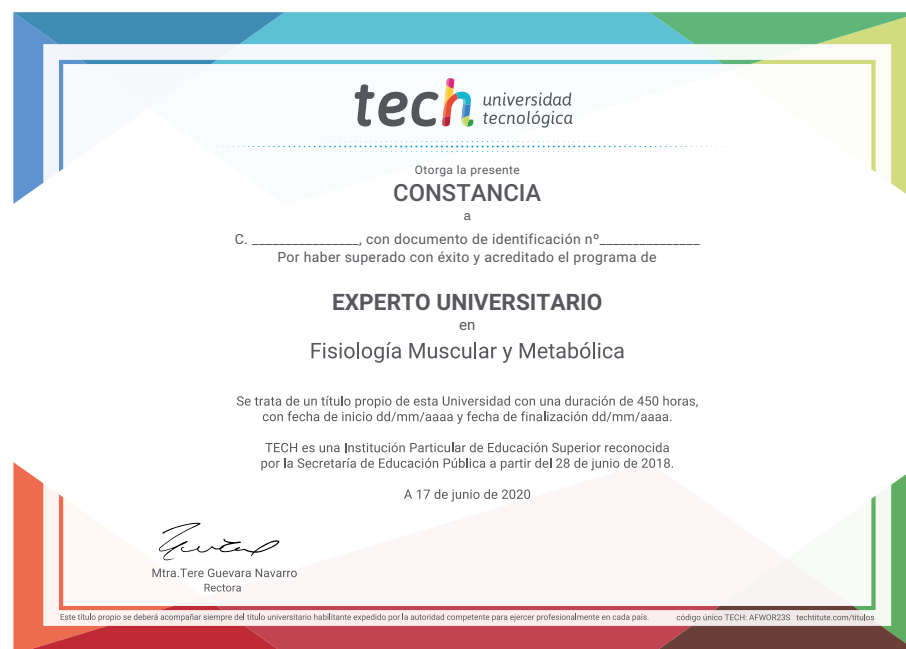 tech universidad
tecnológica
Otorga la presente
CONSTANCIA
a
C. ________________, con documento de identificación nº_______________
Por haber superado con éxito y acreditado el programa de
EXPERTO UNIVERSITARIO
en
Fisiología Muscular y Metabólica
Se trata de un título propio de esta Universidad con una duración de 450 horas,
con fecha de inicio dd/mm/aaaa y fecha de finalización dd/mm/aaaa.
TECH es una Institución Particular de Educación Superior reconocida
por la Secretaría de Educación Pública a partir del 28 de junio de 2018.
A 17 de junio de 2020
Mtra.Tere Guevara Navarro
Rectora
Este título propio se deberá acompañar siempre del título universitario habilitante expedido por la autoridad competente para ejercer profesionalmente en cada país. código único TECH: AFWOR23S techtitute.com/titulos